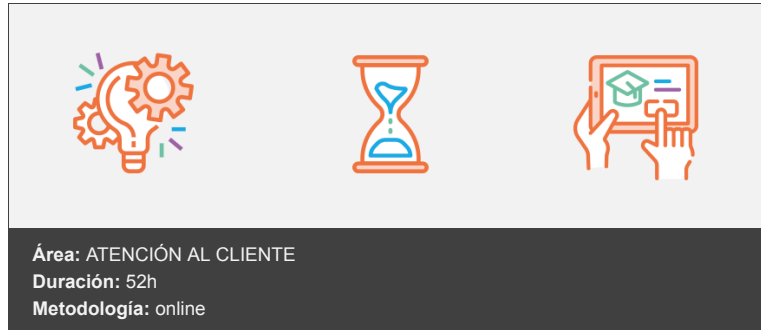 Área: ATENCIÓN AL CLIENTE
Duración: 52h
Metodología: online